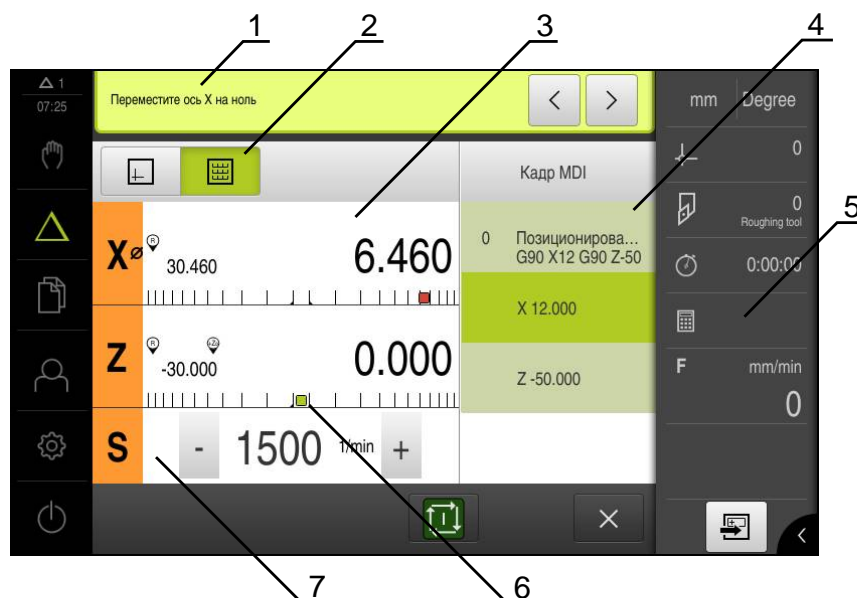 1
2
3
4
5
6
7
1
07:25
Переместите ось X на ноль
mm
Degree
0
Кадр MDI
0
Roughing tool
X ⌀
R
30.460
6.460
0 Позиционирова...
G90 X12 G90 Z-50
0:00:00
X 12.000
Z
R
-30.000
0.000
Z -50.000
F
mm/min
0
S
-
1500
1/min
+